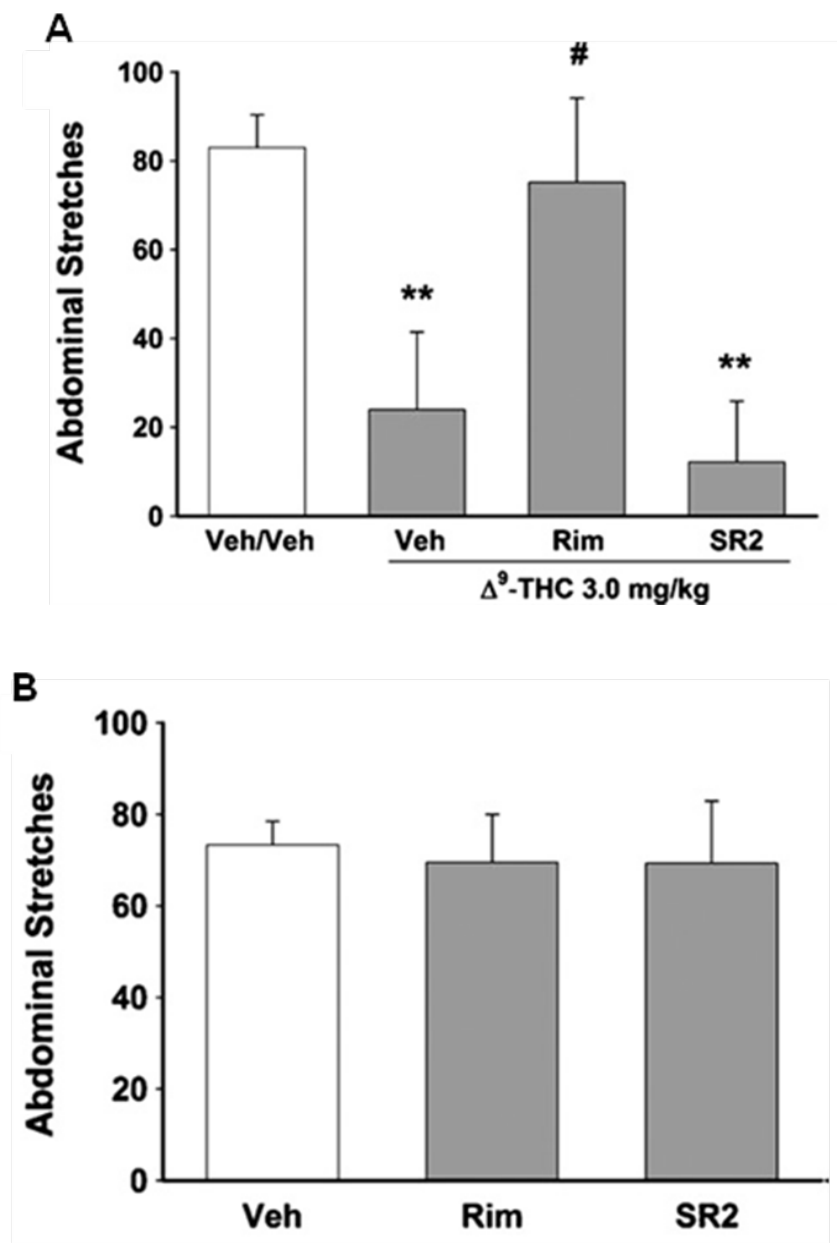 A
Abdominal Stretches
100
80
60
40
20
0
**
#
**
Veh/Veh Veh Rim SR2
Δ⁹-THC 3.0 mg/kg
B
Abdominal Stretches
100
80
60
40
20
0
Veh Rim SR2